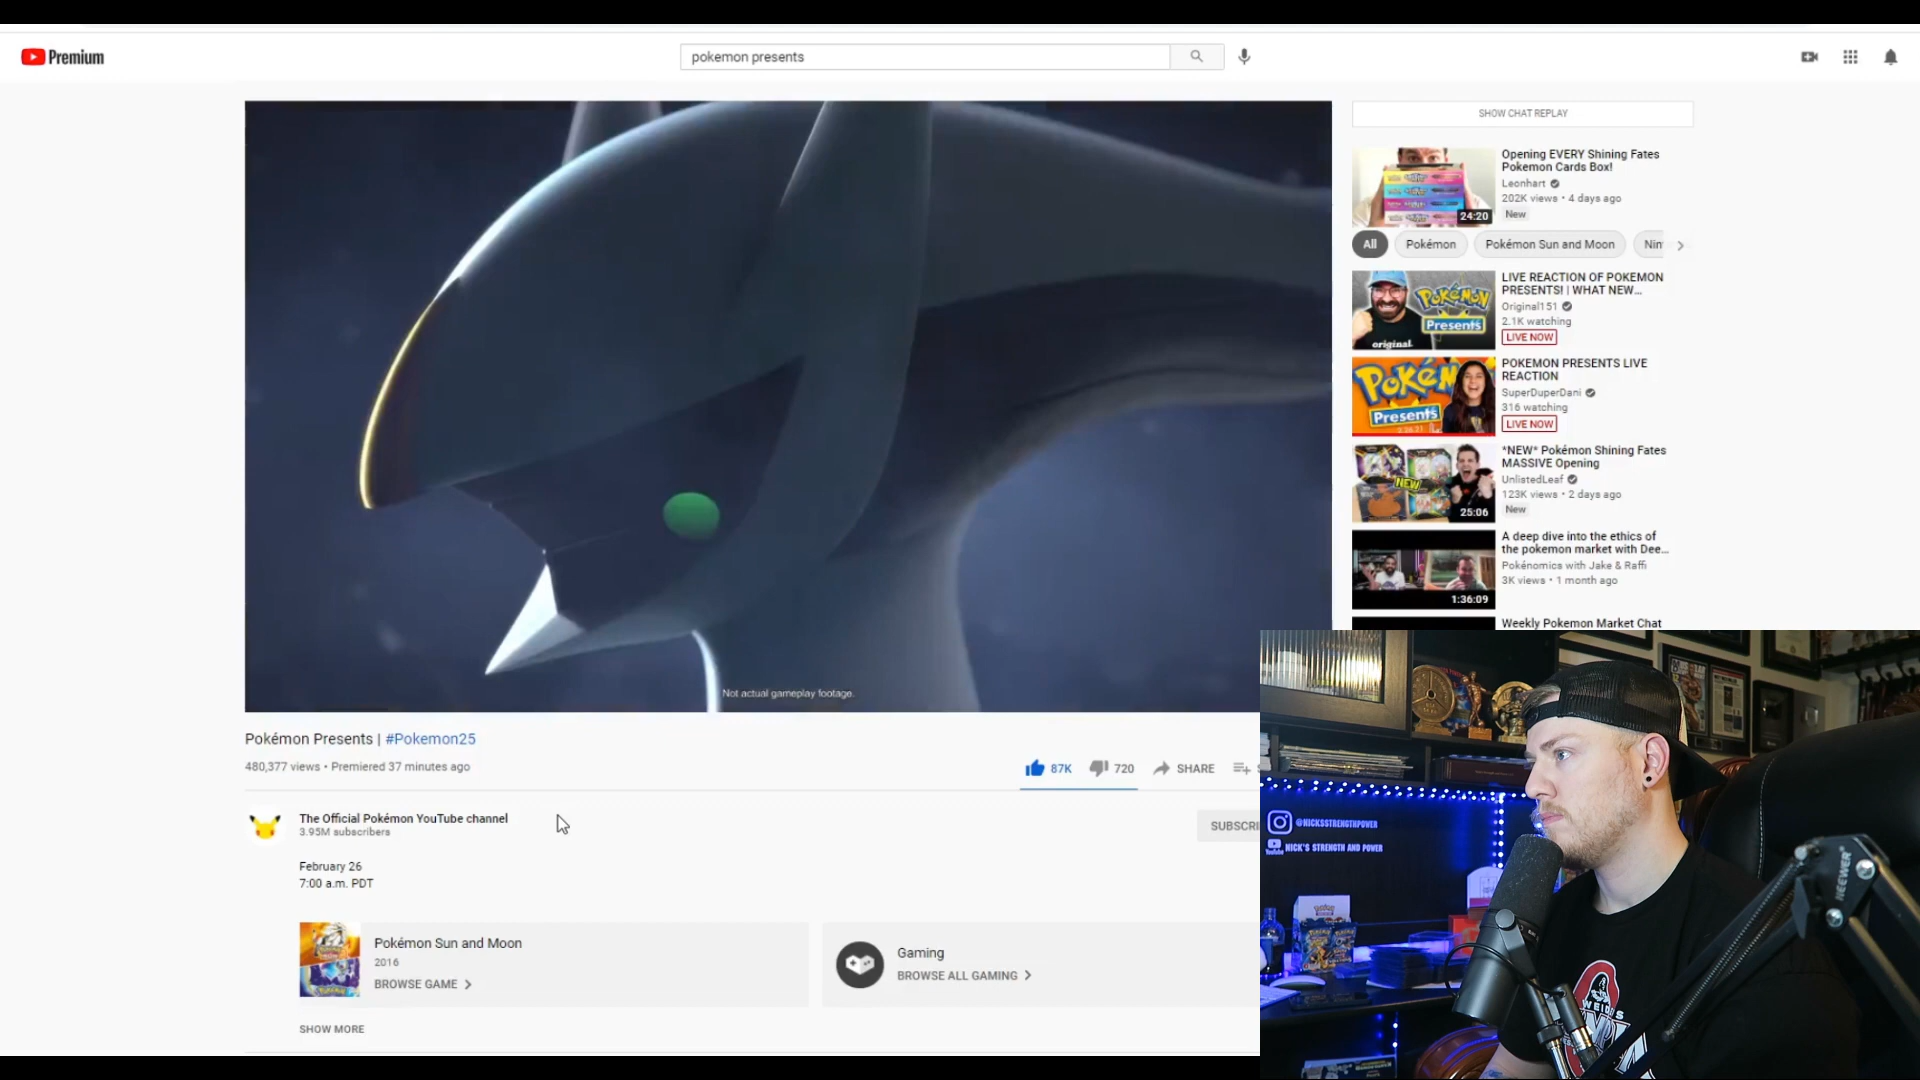 Premium
pokemon presents
SHOW CHAT REPLAY
Opening EVERY Shining Fates
Pokemon Cards Box!
Leonhart
202K views • 4 days ago
New
24:20
All
Pokémon
Pokémon Sun and Moon
Nin
LIVE REACTION OF POKEMON
PRESENTS! | WHAT NEW...
Original151
2.1K watching
LIVE NOW
POKÉMON
Presents
original.
POKEMON PRESENTS LIVE
REACTION
SuperDuperDani
316 watching
LIVE NOW
Presents
*NEW* Pokémon Shining Fates
MASSIVE Opening
UnlistedLeaf
123K views • 2 days ago
New
NEW
25:06
A deep dive into the ethics of
the pokemon market with Dee...
Pokénomics with Jake & Raffi
3K views • 1 month ago
1:36:09
Weekly Pokemon Market Chat
Not actual gameplay footage.
Pokémon Presents | #Pokemon25
480,377 views • Premiered 37 minutes ago
87K
720
SHARE
The Official Pokémon YouTube channel
3.95M subscribers
SUBSCRI
February 26
7:00 a.m. PDT
Pokémon Sun and Moon
2016
BROWSE GAME
Gaming
BROWSE ALL GAMING
SHOW MORE
@NICKSSTRENGTHPOWER
YouTube
NICK'S STRENGTH AND POWER
NEEWER